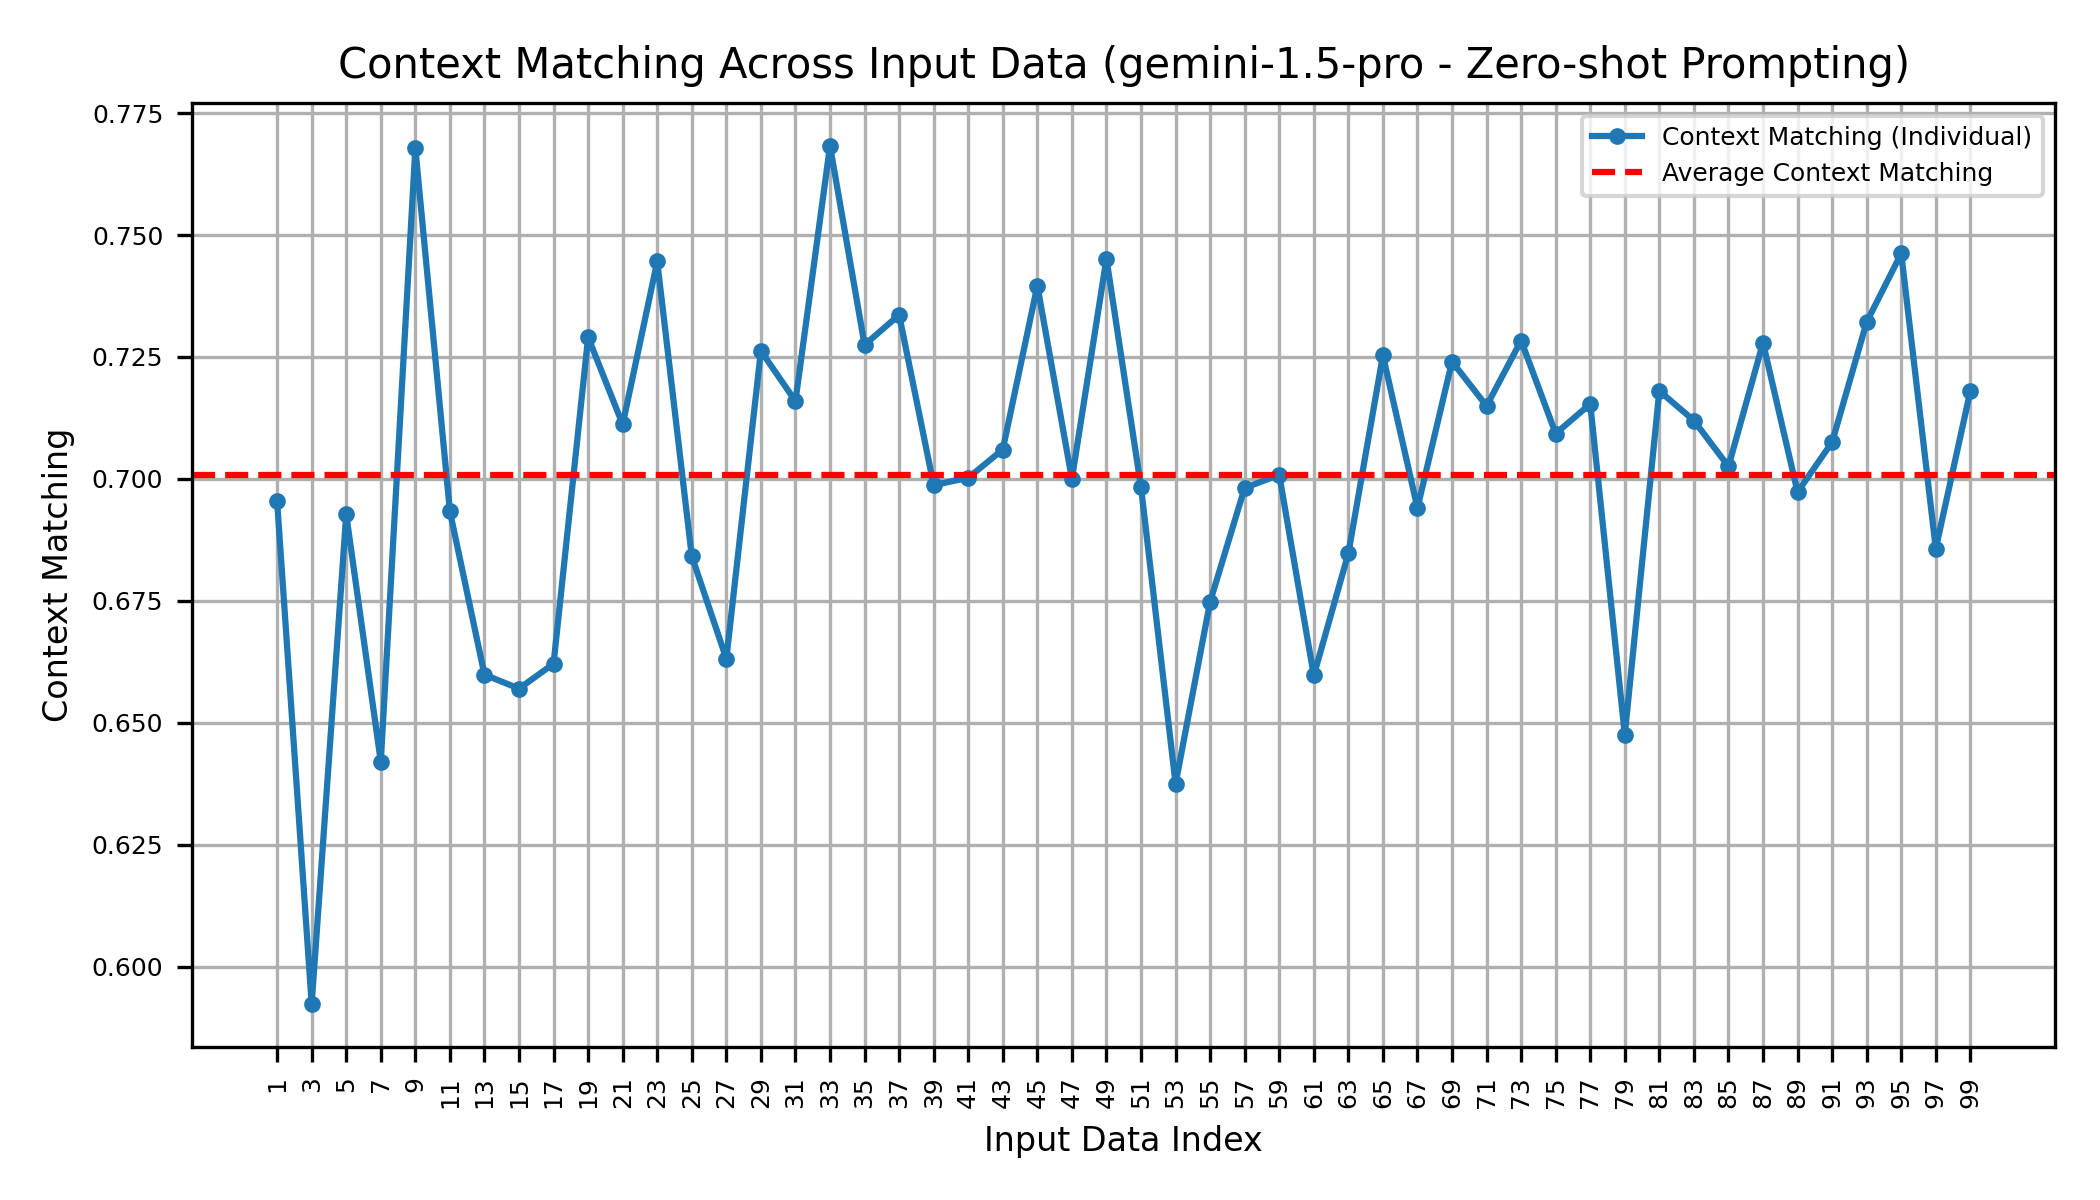 Context Matching Across Input Data (gemini-1.5-pro - Zero-shot Prompting)
Context Matching (Individual)
Average Context Matching
0.775
0.750
0.725
0.700
0.675
0.650
0.625
0.600
Context Matching
1 3 5 7 9 11 13 15 17 19 21 23 25 27 29 31 33 35 37 39 41 43 45 47 49 51 53 55 57 59 61 63 65 67 69 71 73 75 77 79 81 83 85 87 89 91 93 95 97 99
Input Data Index